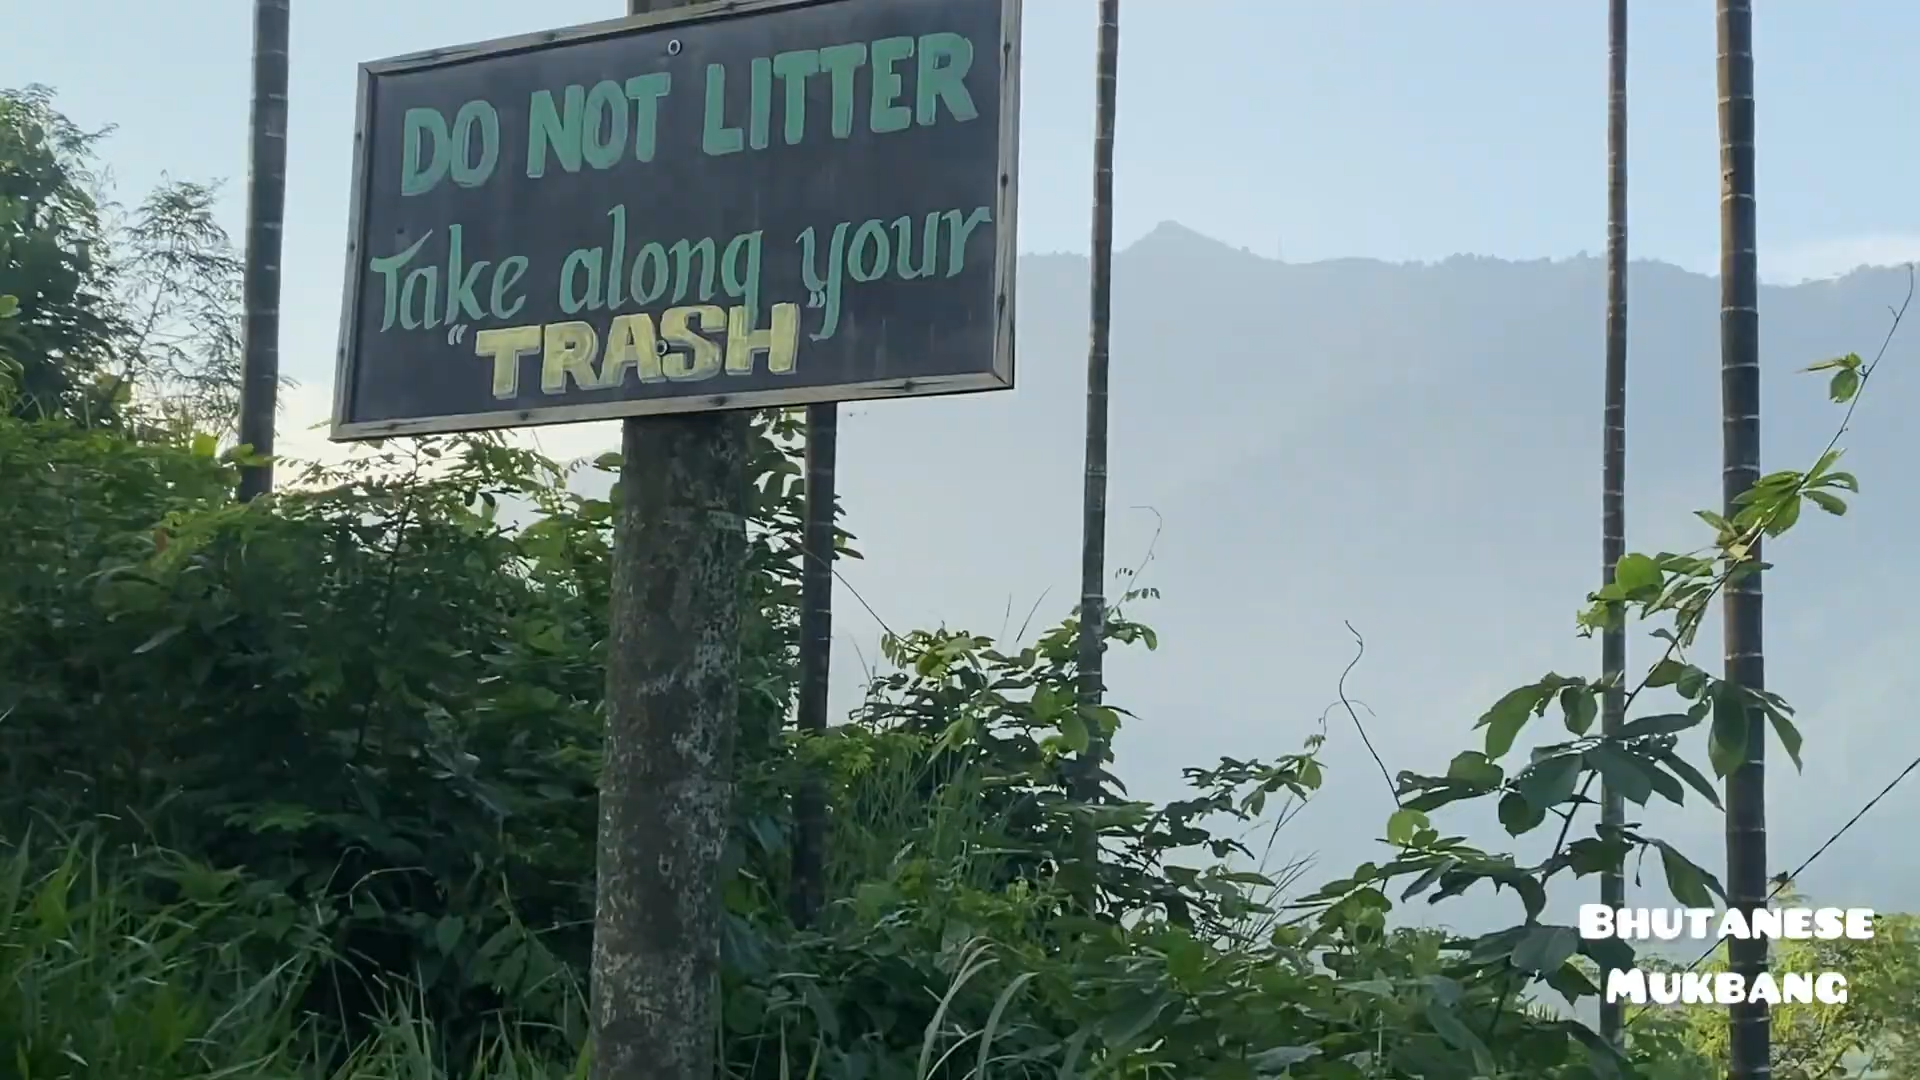 DO NOT LITTER
Take along your
"TRASH"
BHUTANESE
MUKBANG